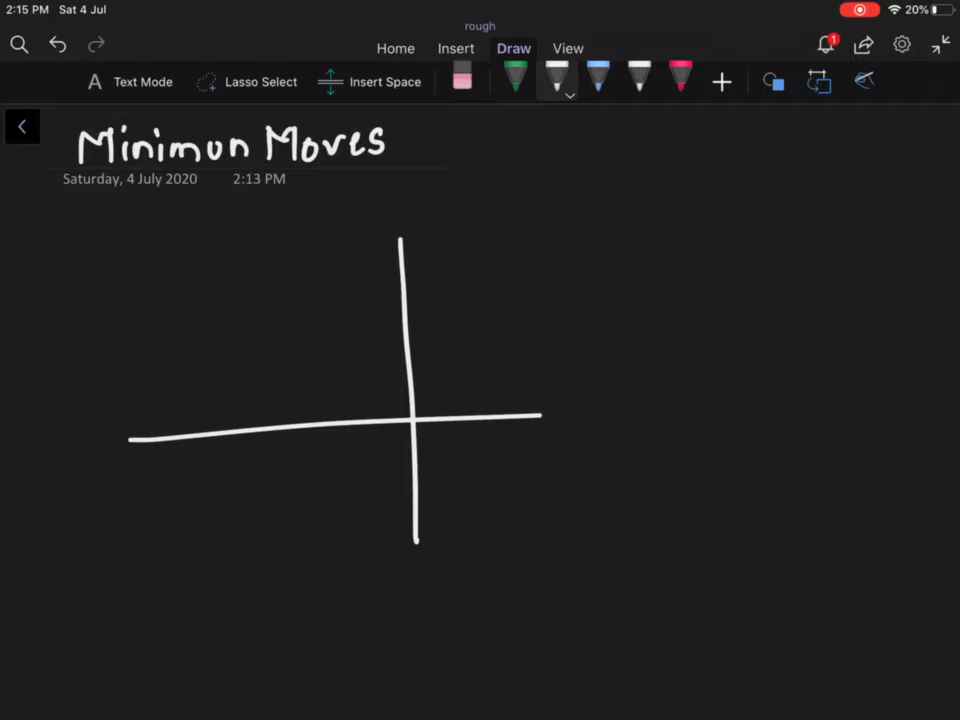 2:15 PM Sat 4 Jul 20%
rough
Home Insert Draw View 1
A Text Mode Lasso Select Insert Space
Minimun Moves
Saturday, 4 July 2020 2:13 PM